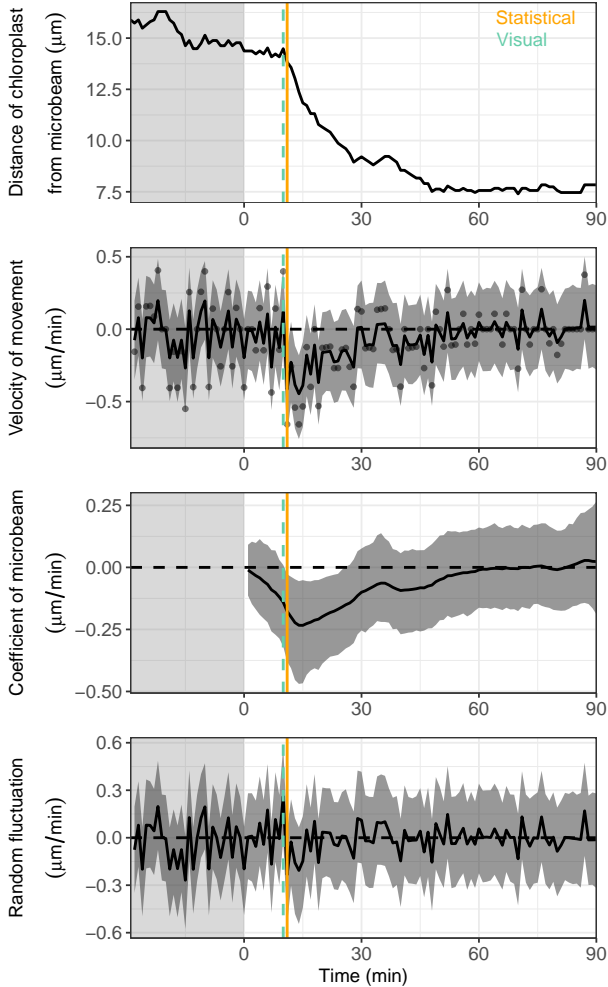 Distance of chloroplast
from microbeam (μm)
Statistical
Visual
15.0
12.5
10.0
7.5
0
30
60
90
Velocity of movement
(μm/min)
0.5
0.0
−0.5
0
30
60
90
Coefficient of microbeam
(μm/min)
0.25
0.00
−0.25
−0.50
0
30
60
90
Random fluctuation
(μm/min)
0.6
0.3
0.0
−0.3
−0.6
0
30
60
90
Time (min)